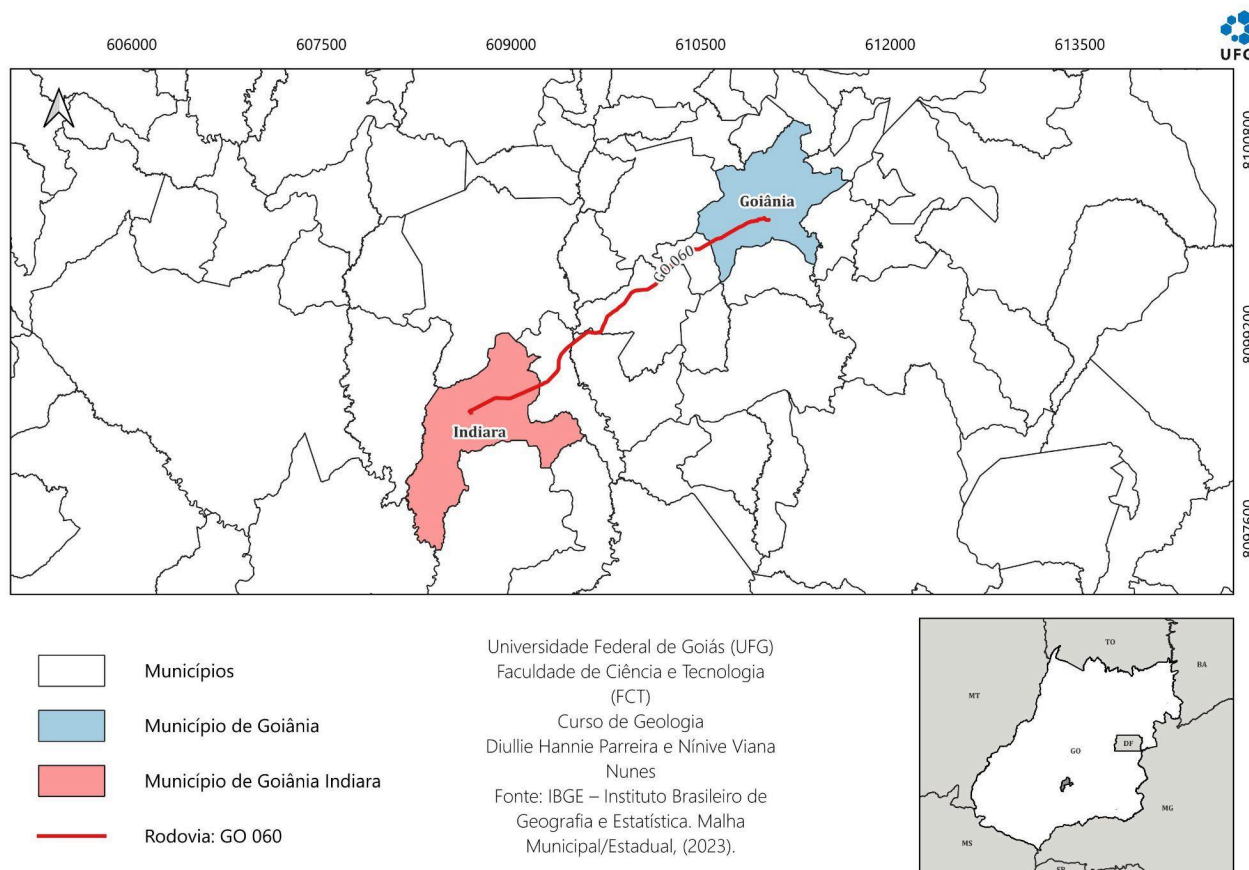 606000 607500 609000 610500 612000 613500
UFG
8100800
Goiânia
GO 060
8099200
Indiara
8097600
Municípios
Município de Goiânia
Município de Goiânia Indiara
Rodovia: GO 060
Universidade Federal de Goiás (UFG)
Faculdade de Ciência e Tecnologia
(FCT)
Curso de Geologia
Diullie Hannie Parreira e Nínive Viana
Nunes
Fonte: IBGE – Instituto Brasileiro de
Geografia e Estatística. Malha
Municipal/Estadual, (2023).
TO
BA
MT
DF
GO
MG
MS
SP